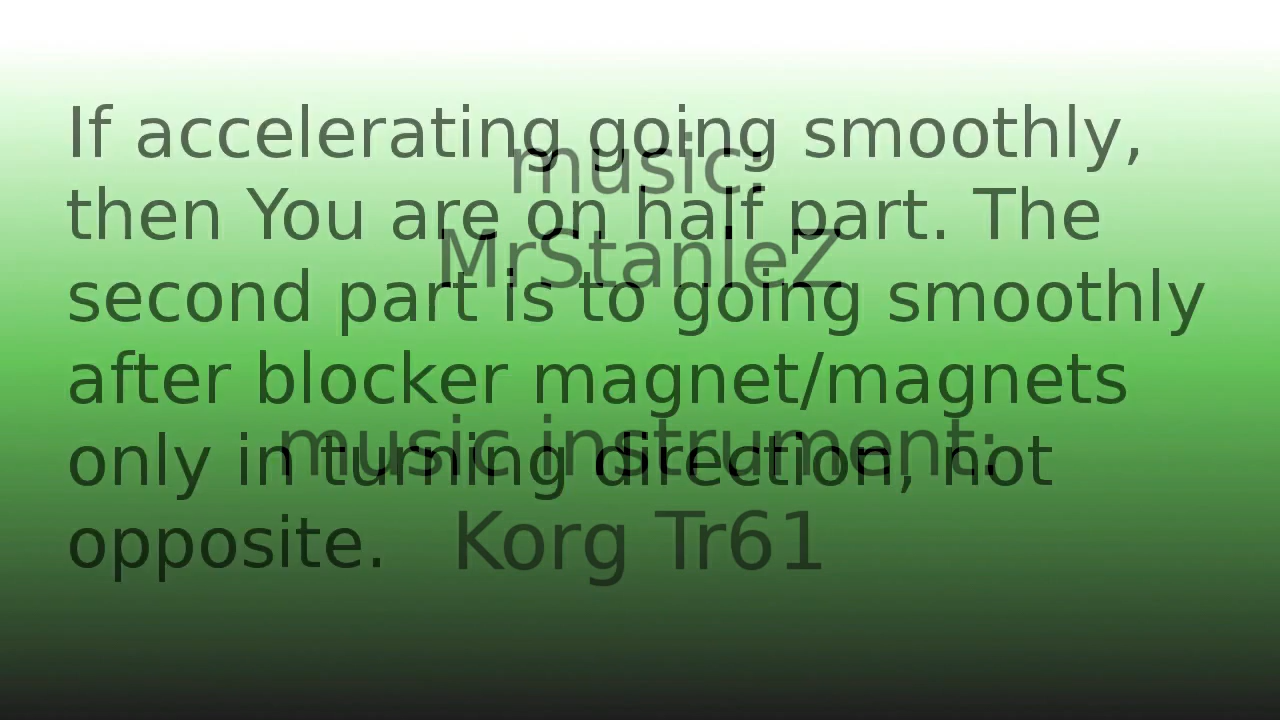 If accelerating going smoothly,
then You are on half part. The
second part is to going smoothly
after blocker magnet/magnets
only in turning direction, not
opposite.
music:
MrStanleZ
music instrument:
Korg Tr61